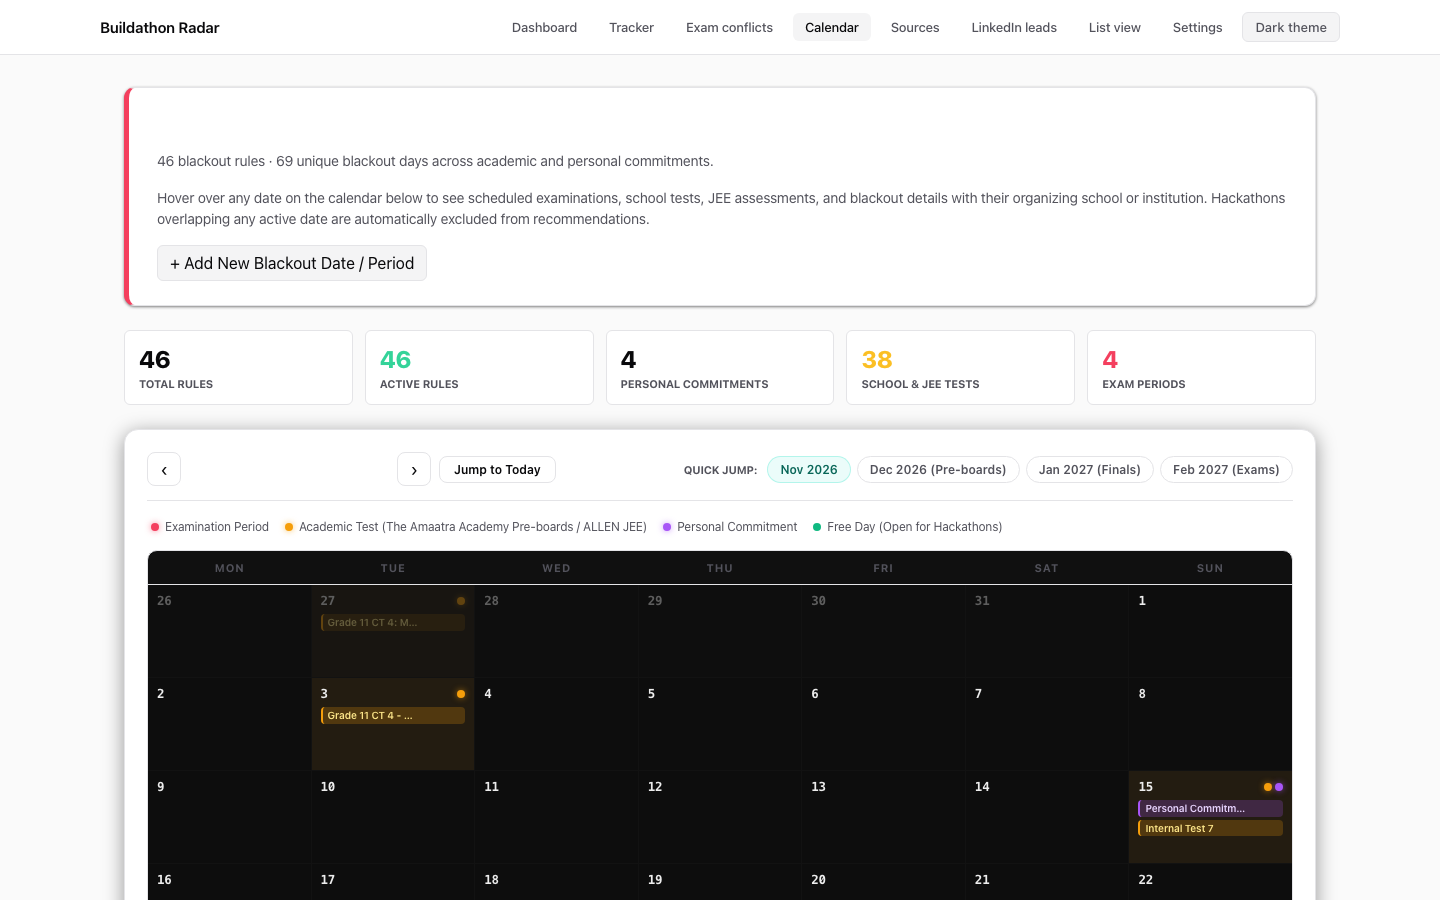 Buildathon Radar
Dashboard
Tracker
Exam conflicts
Calendar
Sources
LinkedIn leads
List view
Settings
Dark theme
46 blackout rules · 69 unique blackout days across academic and personal commitments.
Hover over any date on the calendar below to see scheduled examinations, school tests, JEE assessments, and blackout details with their organizing school or institution. Hackathons
overlapping any active date are automatically excluded from recommendations.
+ Add New Blackout Date / Period
46
TOTAL RULES
46
ACTIVE RULES
4
PERSONAL COMMITMENTS
38
SCHOOL & JEE TESTS
4
EXAM PERIODS
‹
›
Jump to Today
QUICK JUMP:
Nov 2026
Dec 2026 (Pre-boards)
Jan 2027 (Finals)
Feb 2027 (Exams)
Examination Period
Academic Test (The Amaatra Academy Pre-boards / ALLEN JEE)
Personal Commitment
Free Day (Open for Hackathons)
MON TUE WED THU FRI SAT SUN
26 27 28 29 30 31 1
Grade 11 CT 4: M...
2 3 4 5 6 7 8
Grade 11 CT 4 - ...
9 10 11 12 13 14 15
Personal Commitm...
Internal Test 7
16 17 18 19 20 21 22